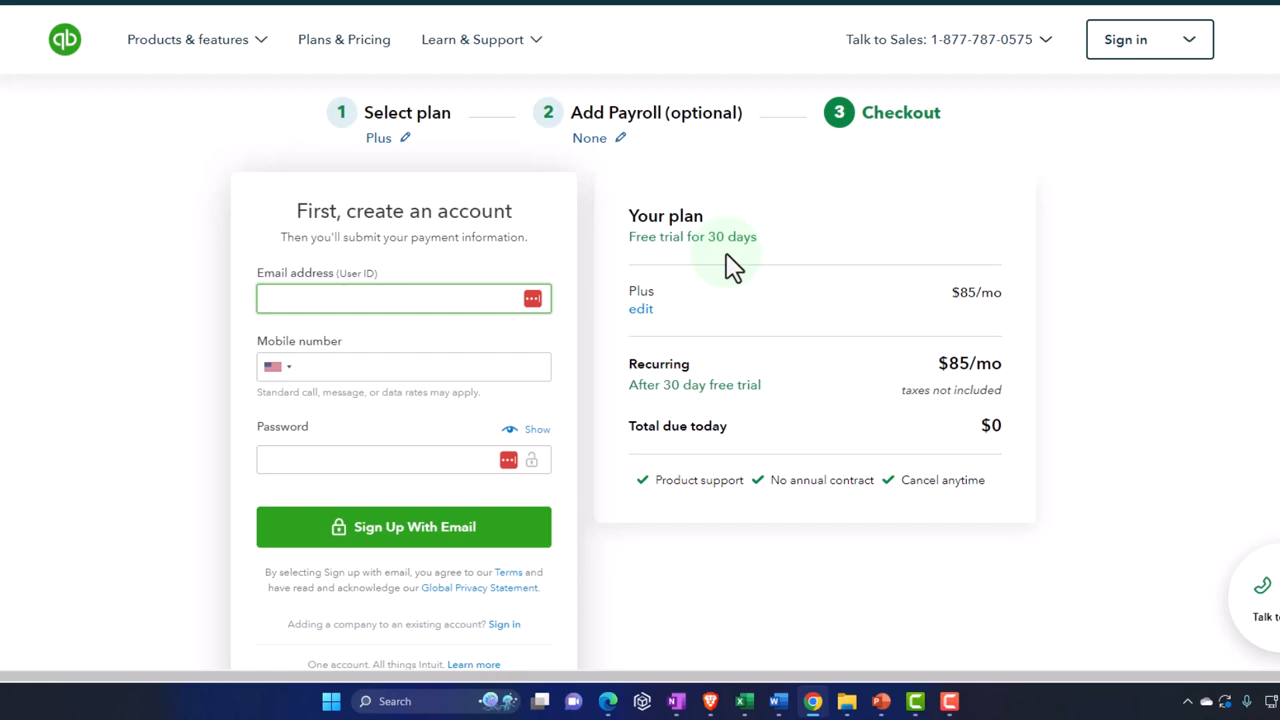 qb
Products & features
Plans & Pricing
Learn & Support
Talk to Sales: 1-877-787-0575
Sign in
1 Select plan
Plus
2 Add Payroll (optional)
None
3 Checkout
First, create an account
Then you'll submit your payment information.
Email address (User ID)
Mobile number
Standard call, message, or data rates may apply.
Password
Show
Sign Up With Email
By selecting Sign up with email, you agree to our Terms and
have read and acknowledge our Global Privacy Statement.
Adding a company to an existing account? Sign in
One account. All things Intuit. Learn more
Your plan
Free trial for 30 days
Plus $85/mo
edit
Recurring $85/mo
After 30 day free trial taxes not included
Total due today $0
Product support No annual contract Cancel anytime
Talk
Search